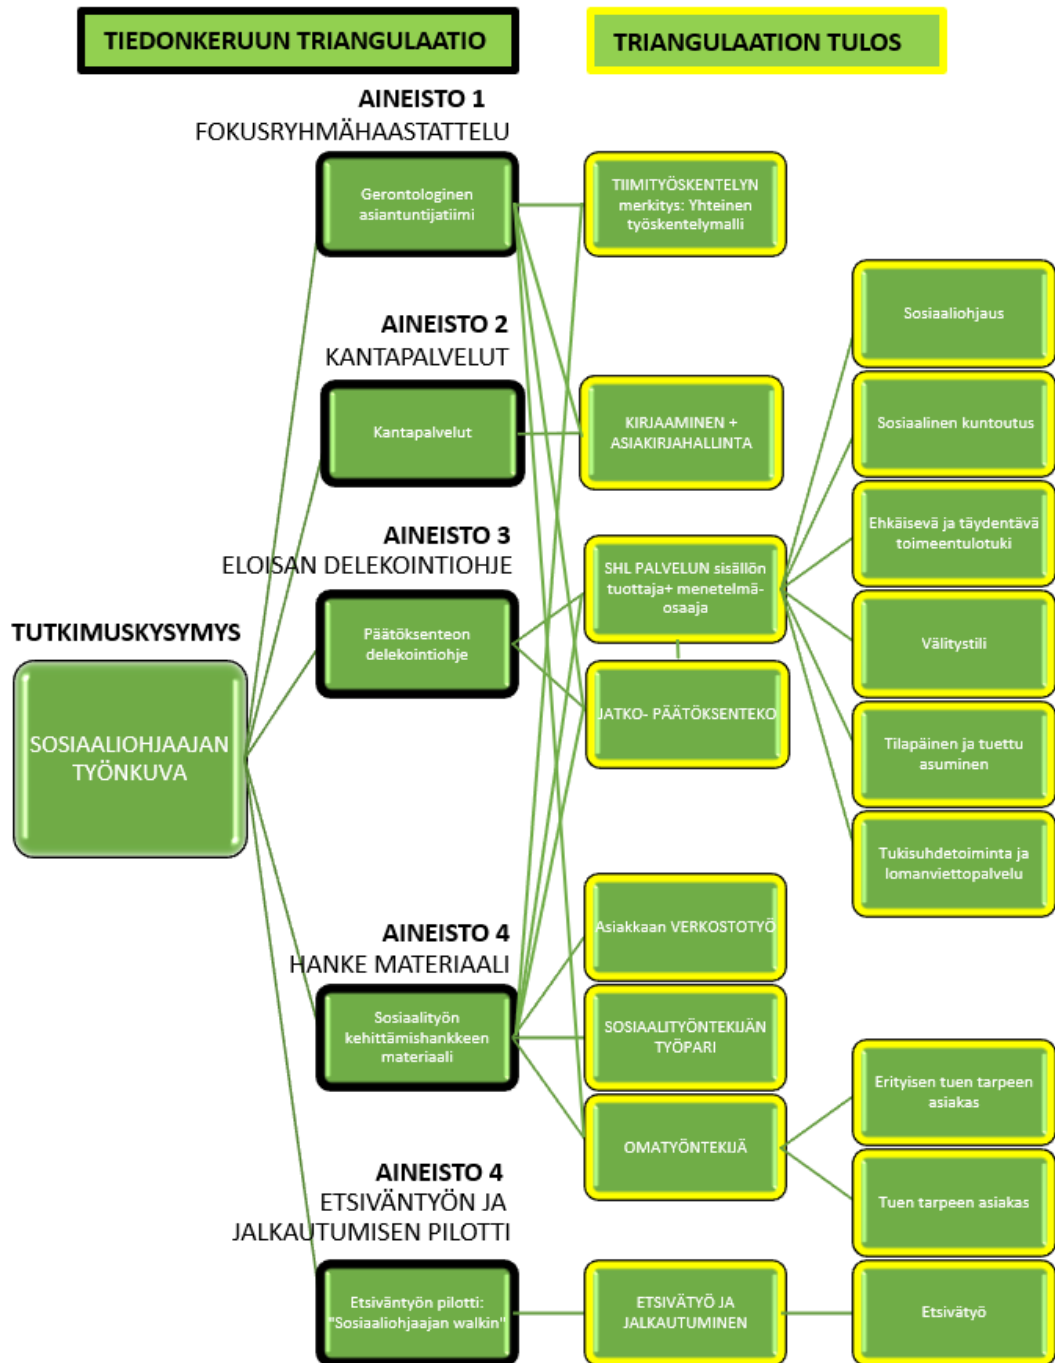 TIEDONKERUUN TRIANGULAATIO
TRIANGULAATION TULOS
AINEISTO 1
FOKUSRYHMÄHAASTATTELU
Gerontologinen
asiantuntijatiimi
TIIMITYÖSKENTELYN
merkitys: Yhteinen
työskentelymalli
Sosiaaliohjaus
AINEISTO 2
KANTAPALVELUT
Kantapalvelut
KIRJAAMINEN +
ASIAKIRJAHALLINTA
Sosiaalinen kuntoutus
Ehkäisevä ja täydentävä
toimeentulotuki
AINEISTO 3
ELOISAN DELEKOINTIOHJE
Päätöksenteon
delekointiohje
SHL PALVELUN sisällön
tuottaja+ menetelmä-
osaaja
Välitystili
JATKO- PÄÄTÖKSENTEKO
Tilapäinen ja tuettu
asuminen
Tukisuhdetoiminta ja
lomanviettopalvelu
TUTKIMUSKYSYMYS
SOSIAALIOHJAAJAN
TYÖNKUVA
AINEISTO 4
HANKE MATERIAALI
Sosiaalityön
kehittämishankkeen
materiaali
Asiakkaan VERKOSTOTYÖ
SOSIAALITYÖNTEKIJÄN
TYÖPARI
OMATYÖNTEKIJÄ
Erityisen tuen tarpeen
asiakas
Tuen tarpeen asiakas
AINEISTO 4
ETSIVÄNTYÖN JA
JALKAUTUMISEN PILOTTI
Etsiväntyön pilotti:
"Sosiaaliohjaajan walkin"
ETSIVÄTYÖ JA
JALKAUTUMINEN
Etsivätyö